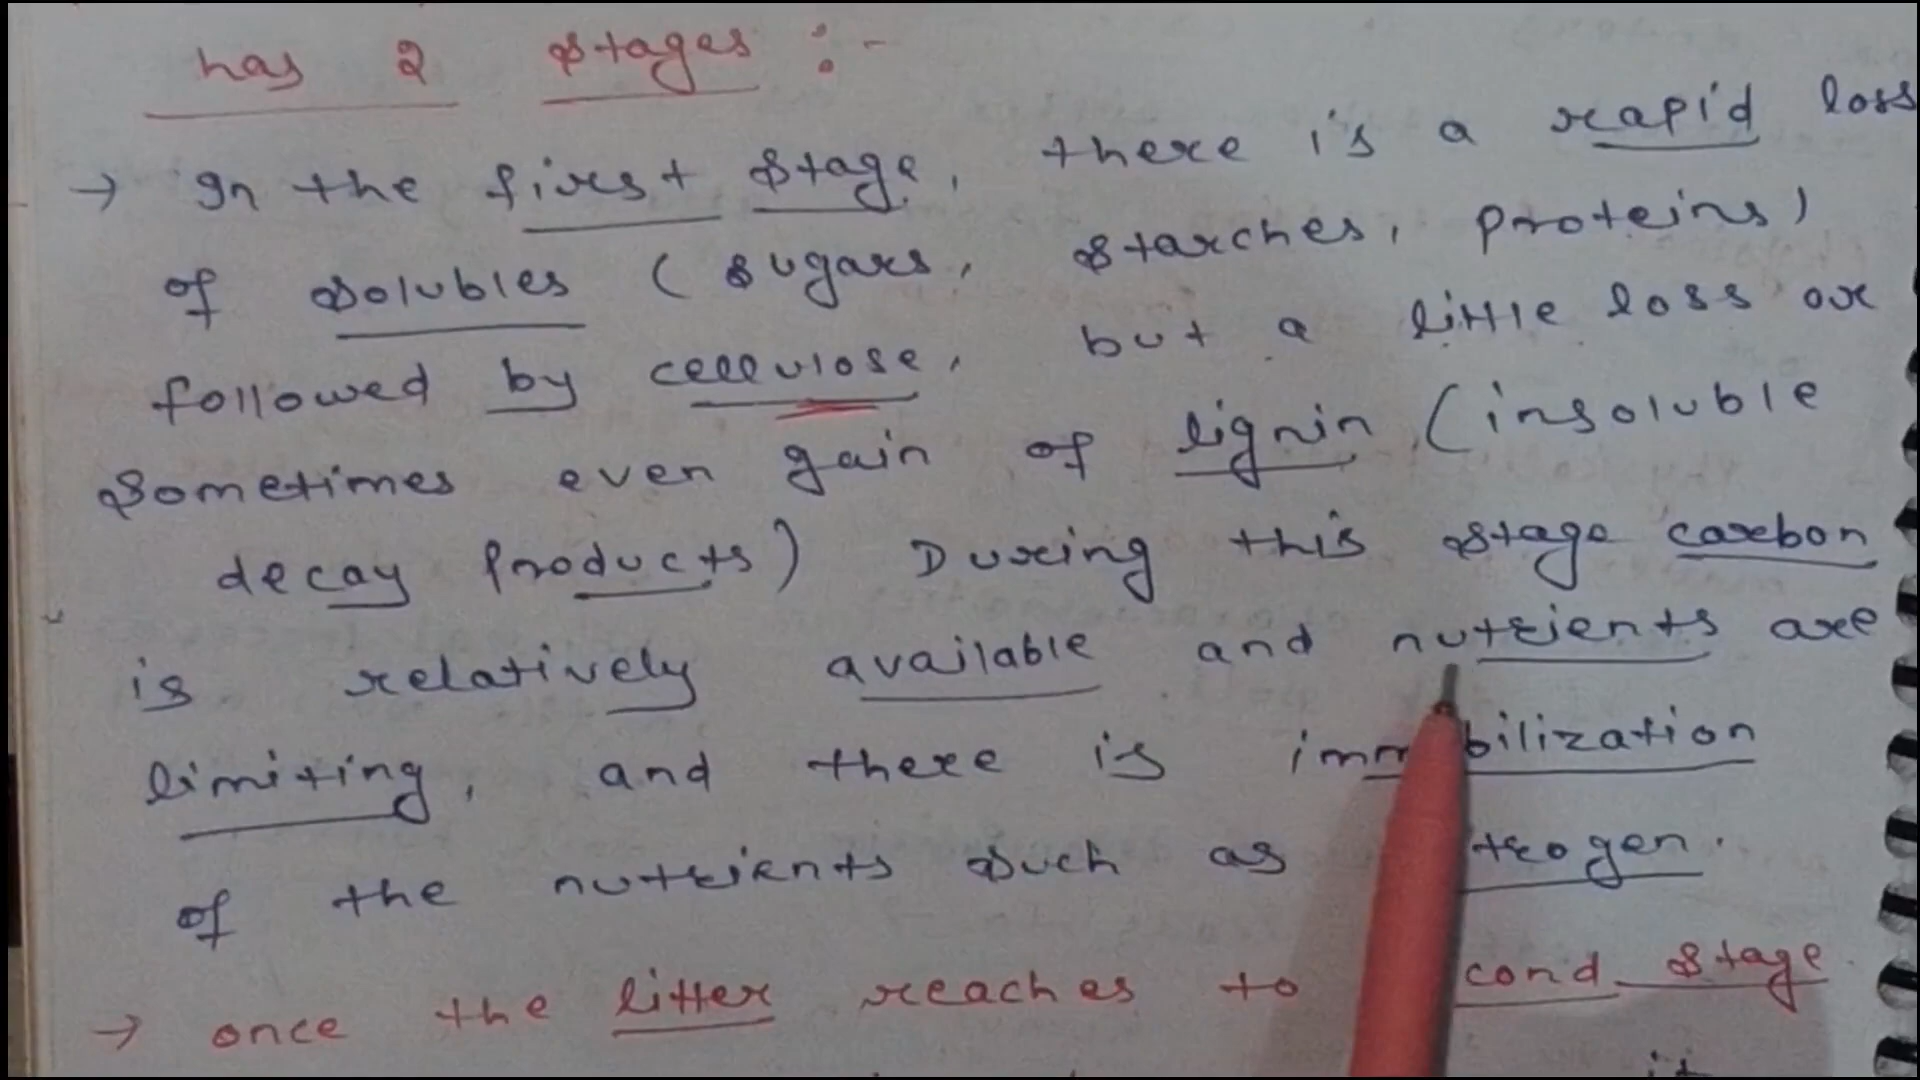 has 2 stages :-
→ In the first stage, there is a rapid loss
of solubles ( sugars, starches, proteins)
followed by cellulose, but a little loss or
sometimes even gain of lignin (insoluble
decay products) During this stage carbon
is relatively available and nutrients are
limiting, and there is immobilization
of the nutrients such as trogen.
→ once the litter reaches to cond stage
it